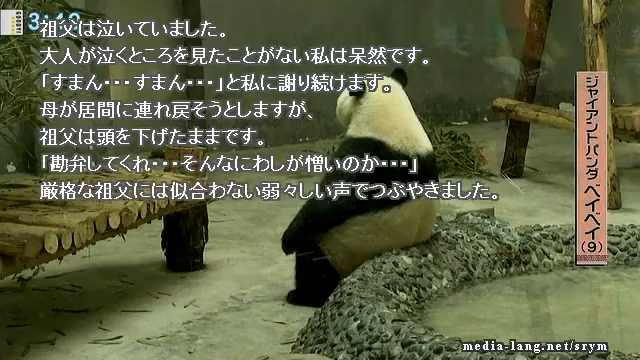 3:40
祖父は泣いていました。
大人が泣くところを見たことがない私は呆然です。
「すまん・・・すまん・・・」と私に謝り続けます。
母が居間に連れ戻そうとしますが、
祖父は頭を下げたままです。
「勘弁してくれ・・・そんなにわしが憎いのか・・・」
厳格な祖父には似合わない弱々しい声でつぶやきました。
ジャイアントパンダ ベイベイ(9)
media-lang.net/srym